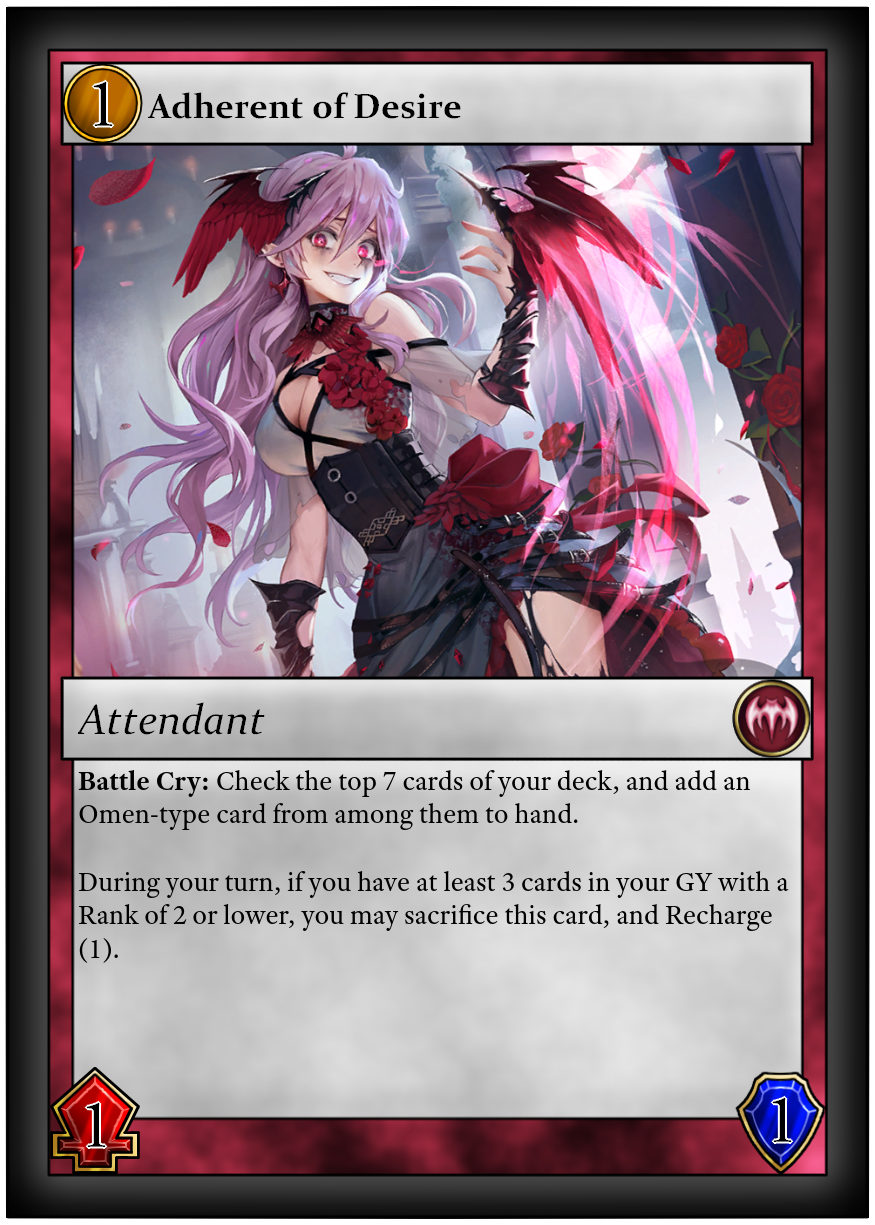 1
Adherent of Desire
Attendant
Battle Cry: Check the top 7 cards of your deck, and add an
Omen-type card from among them to hand.
During your turn, if you have at least 3 cards in your GY with a
Rank of 2 or lower, you may sacrifice this card, and Recharge
(1).
1
1